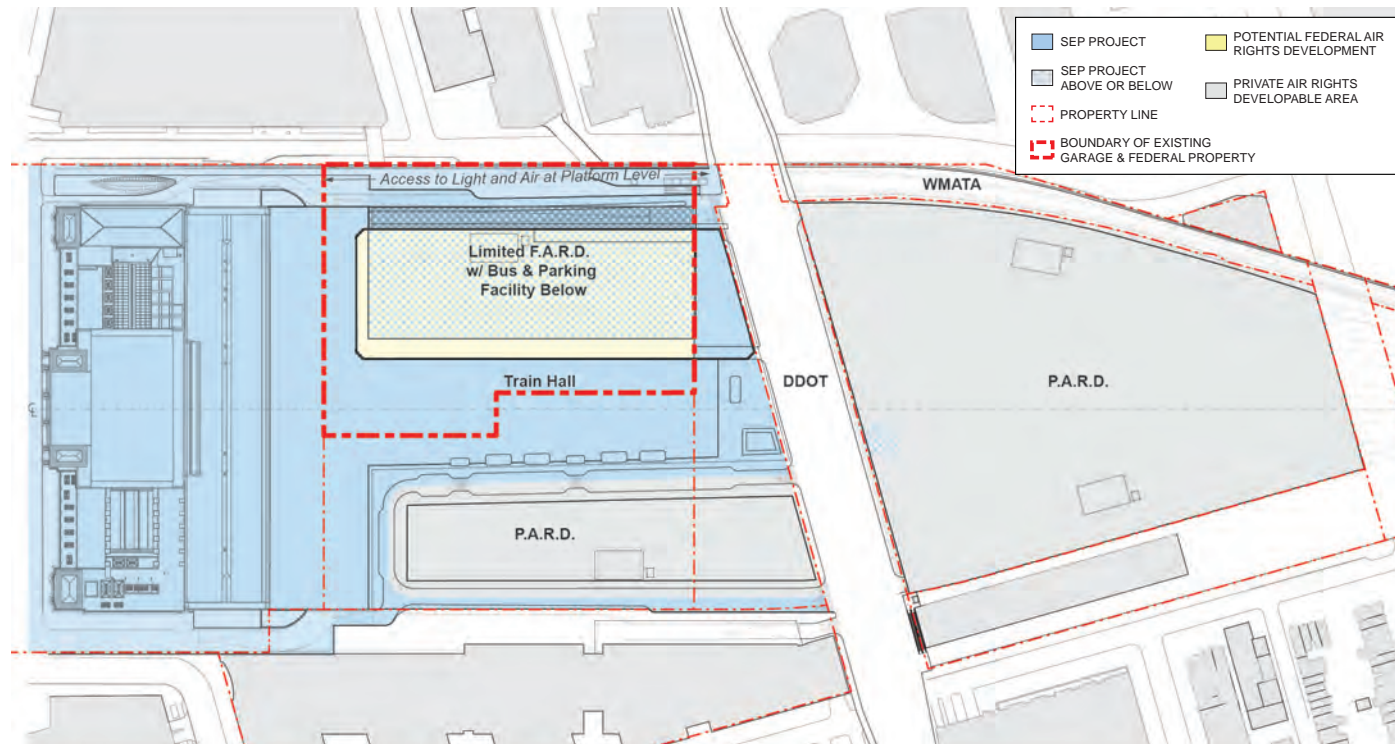 SEP PROJECT
SEP PROJECT
ABOVE OR BELOW
PROPERTY LINE
BOUNDARY OF EXISTING
GARAGE & FEDERAL PROPERTY
POTENTIAL FEDERAL AIR
RIGHTS DEVELOPMENT
PRIVATE AIR RIGHTS
DEVELOPABLE AREA
Access to Light and Air at Platform Level
WMATA
Limited F.A.R.D.
w/ Bus & Parking
Facility Below
Train Hall
DDOT
P.A.R.D.
P.A.R.D.